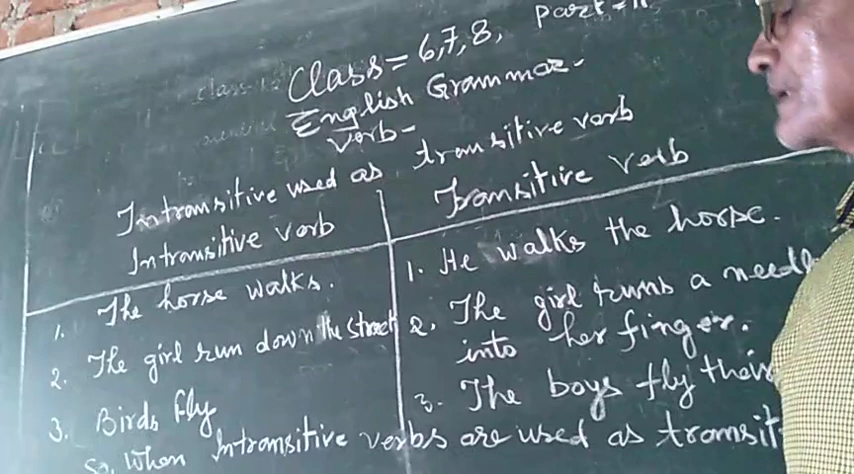 Class = 6,7,8, Part - II
English Grammar -
Verb -
Intransitive used as transitive verb
Intransitive verb
1. The horse walks.
2. The girl run down the street
3. Birds fly
Transitive verb
1. He walks the horse.
2. The girl runs a needle
into her finger.
3. The boys fly their
So, When Intransitive verbs are used as transit